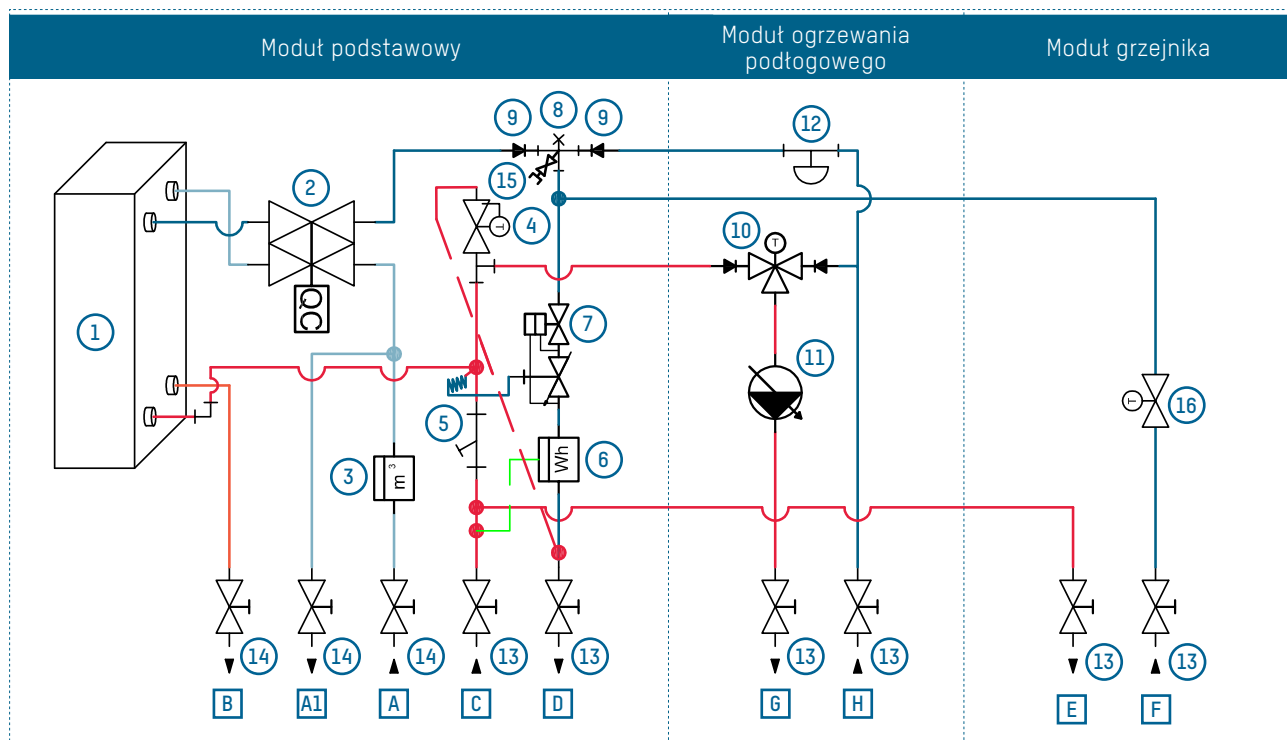 Moduł podstawowy
Moduł ogrzewania
podłogowego
Moduł grzejnika
8
9
9
12
2
15
4
10
1
7
11
16
5
3
6
QC
m³
Wh
T
T
T
14
14
14
13
13
13
13
13
13
B
A1
A
C
D
G
H
E
F